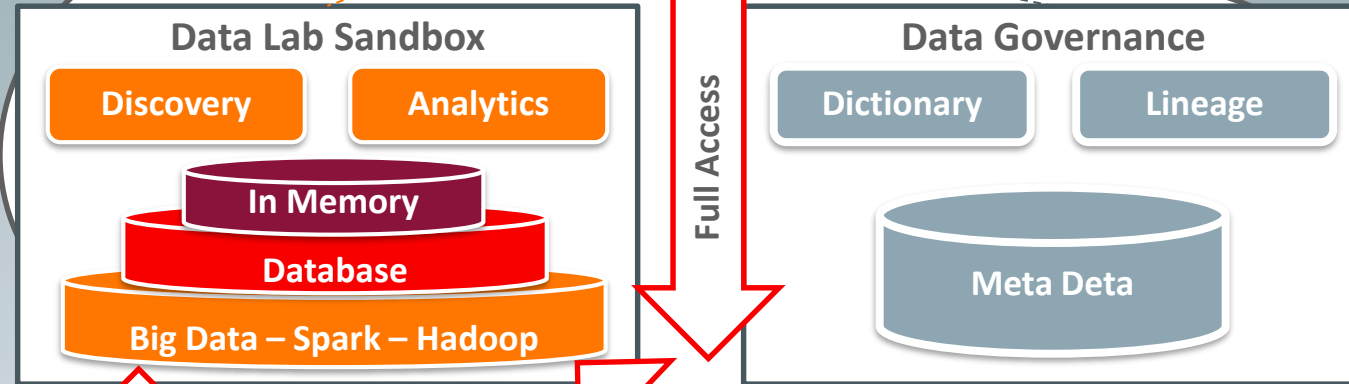 Data Lab Sandbox
Discovery
Analytics
In Memory
Database
Big Data – Spark – Hadoop
Full Access
Data Governance
Dictionary
Lineage
Meta Deta